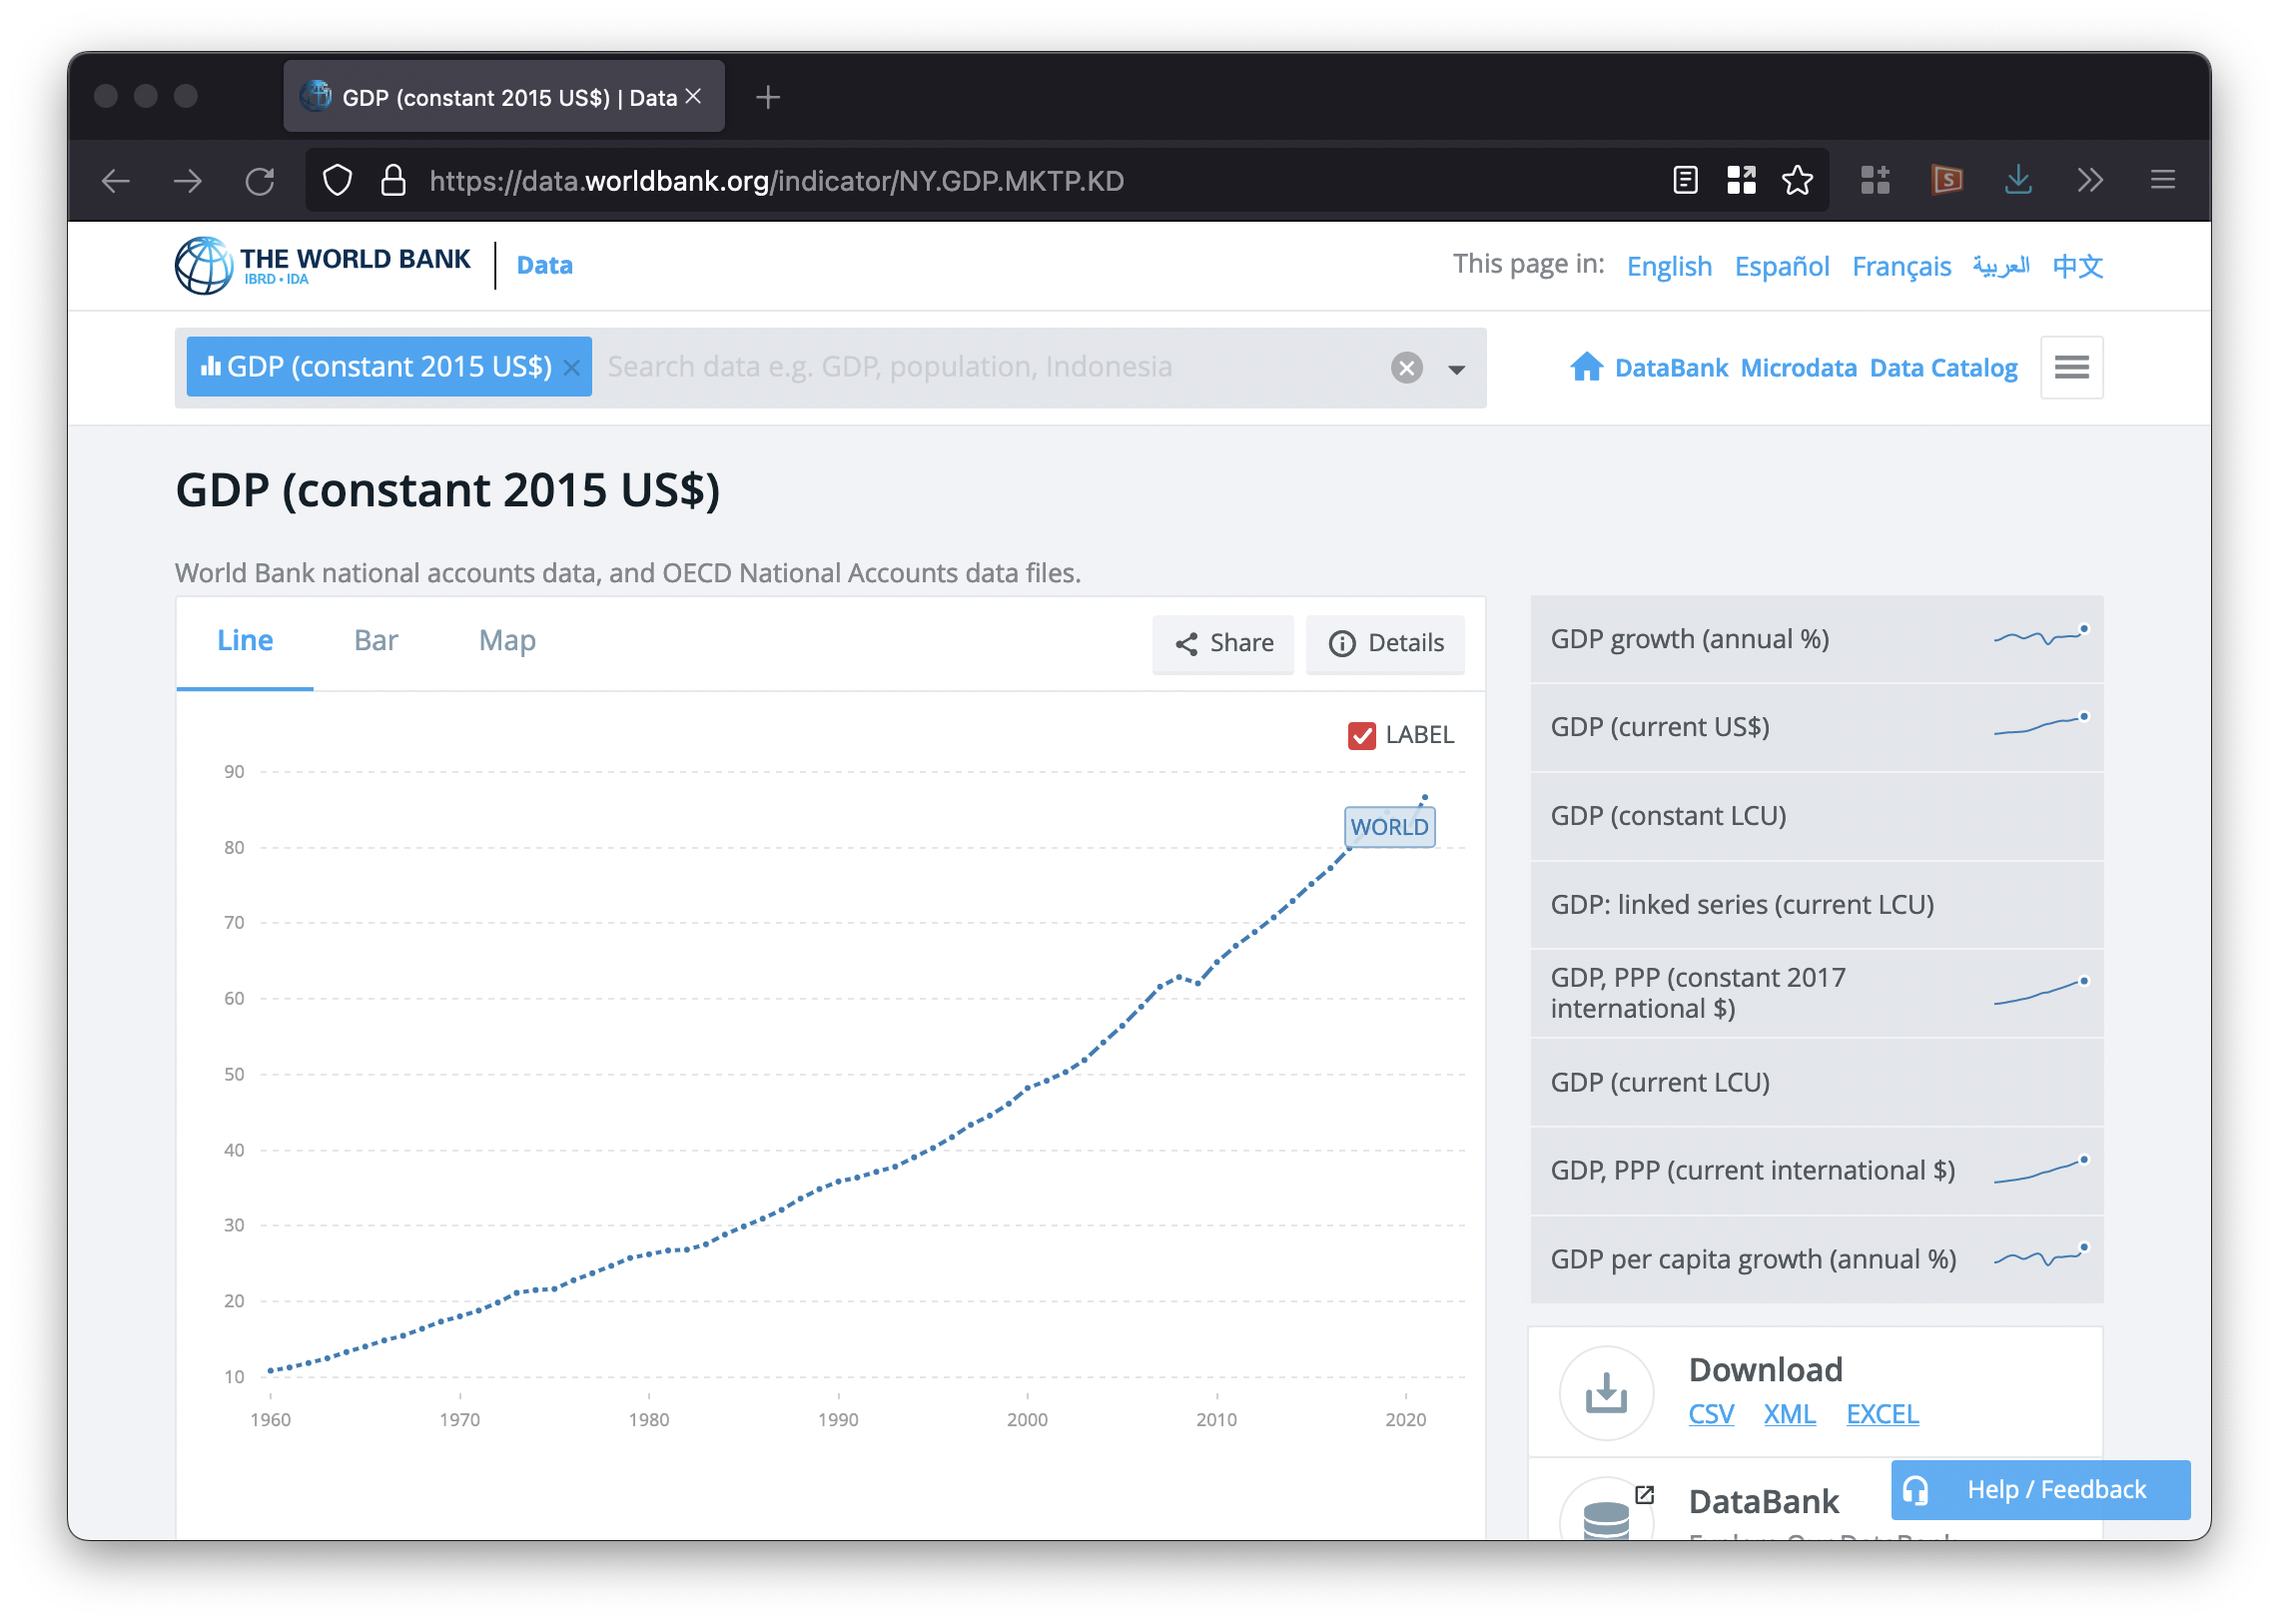 GDP (constant 2015 US$) | Data
https://data.worldbank.org/indicator/NY.GDP.MKTP.KD
THE WORLD BANK
IBRD • IDA
Data
This page in: English Español Français العربية 中文
GDP (constant 2015 US$) Search data e.g. GDP, population, Indonesia
DataBank Microdata Data Catalog
GDP (constant 2015 US$)
World Bank national accounts data, and OECD National Accounts data files.
Line Bar Map
Share Details
LABEL
90
80
70
60
50
40
30
20
10
WORLD
1960 1970 1980 1990 2000 2010 2020
GDP growth (annual %)
GDP (current US$)
GDP (constant LCU)
GDP: linked series (current LCU)
GDP, PPP (constant 2017
international $)
GDP (current LCU)
GDP, PPP (current international $)
GDP per capita growth (annual %)
Download
CSV XML EXCEL
DataBank
Help / Feedback